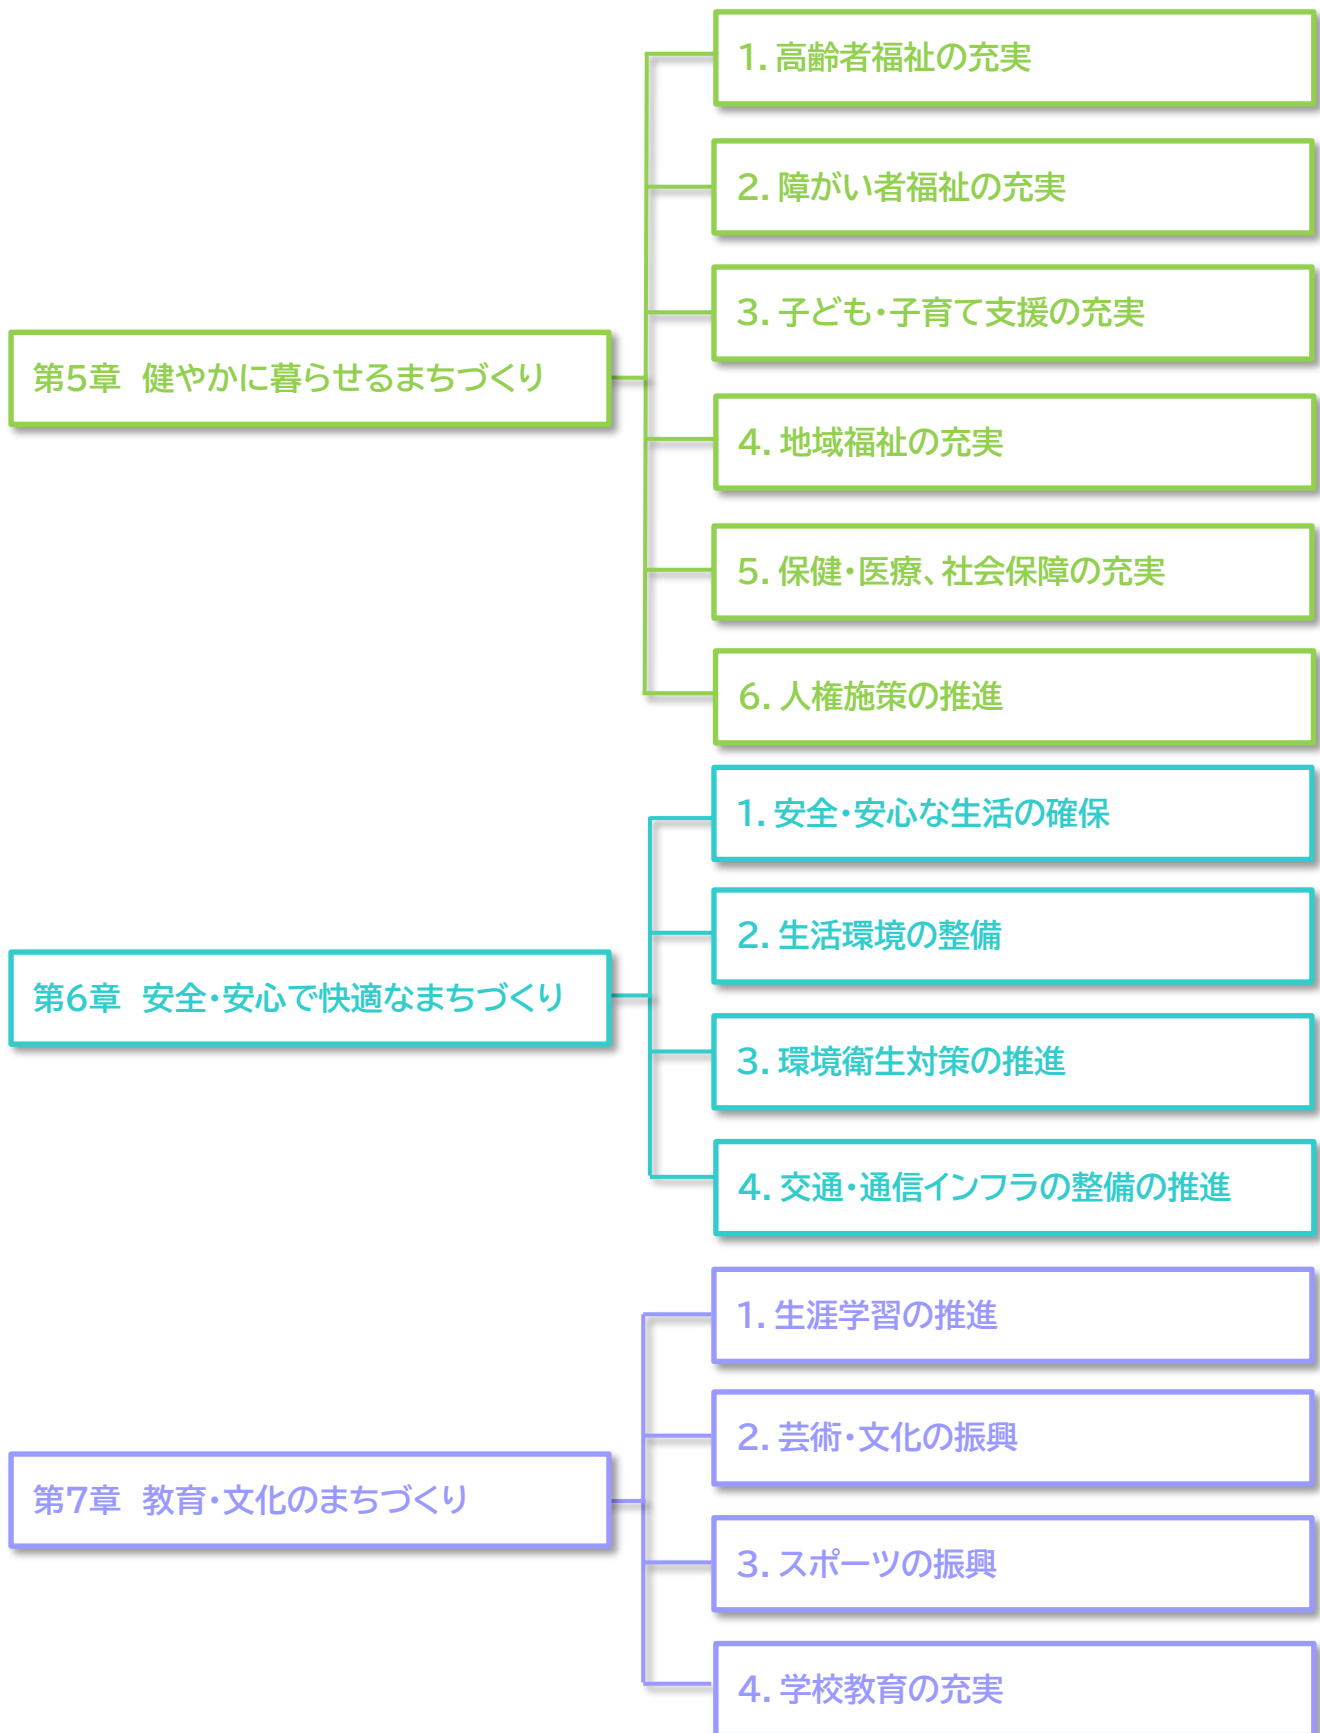 第5章 健やかに暮らせるまちづくり
1. 高齢者福祉の充実
2. 障がい者福祉の充実
3. 子ども・子育て支援の充実
4. 地域福祉の充実
5. 保健・医療、社会保障の充実
6. 人権施策の推進
第6章 安全・安心で快適なまちづくり
1. 安全・安心な生活の確保
2. 生活環境の整備
3. 環境衛生対策の推進
4. 交通・通信インフラの整備の推進
第7章 教育・文化のまちづくり
1. 生涯学習の推進
2. 芸術・文化の振興
3. スポーツの振興
4. 学校教育の充実